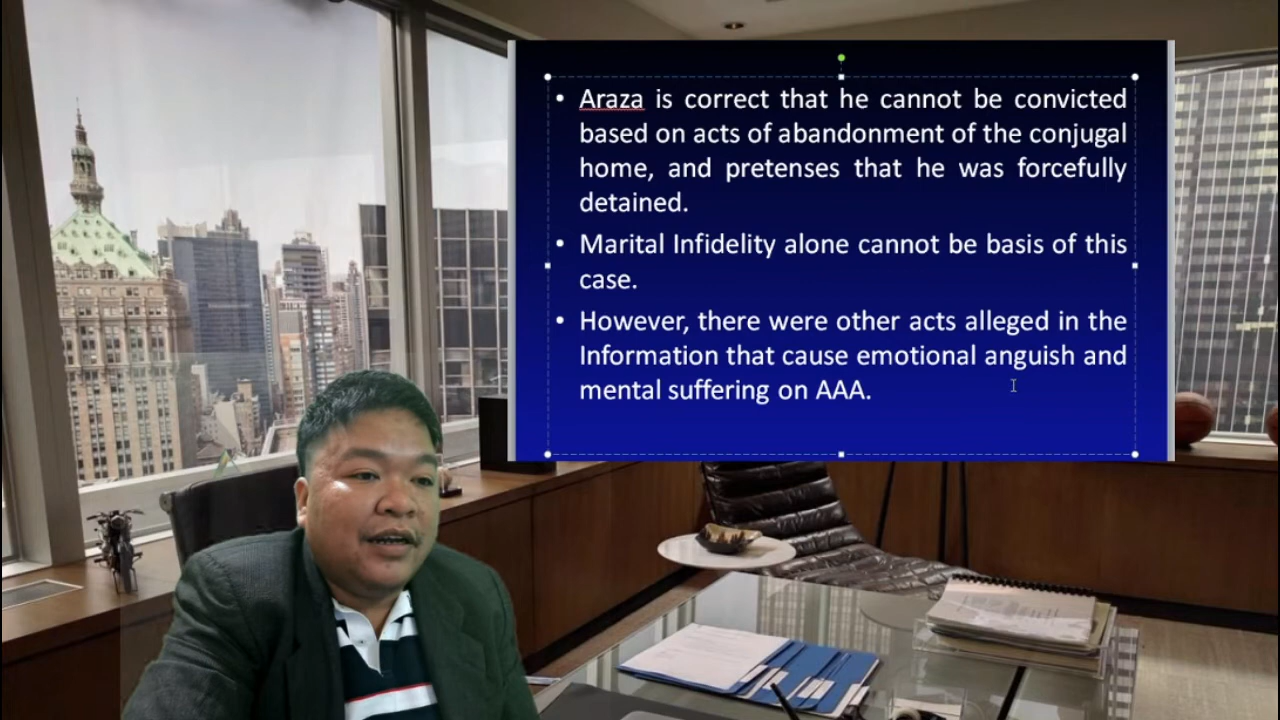 • Araza is correct that he cannot be convicted
based on acts of abandonment of the conjugal
home, and pretenses that he was forcefully
detained.
• Marital Infidelity alone cannot be basis of this
case.
• However, there were other acts alleged in the
Information that cause emotional anguish and
mental suffering on AAA.